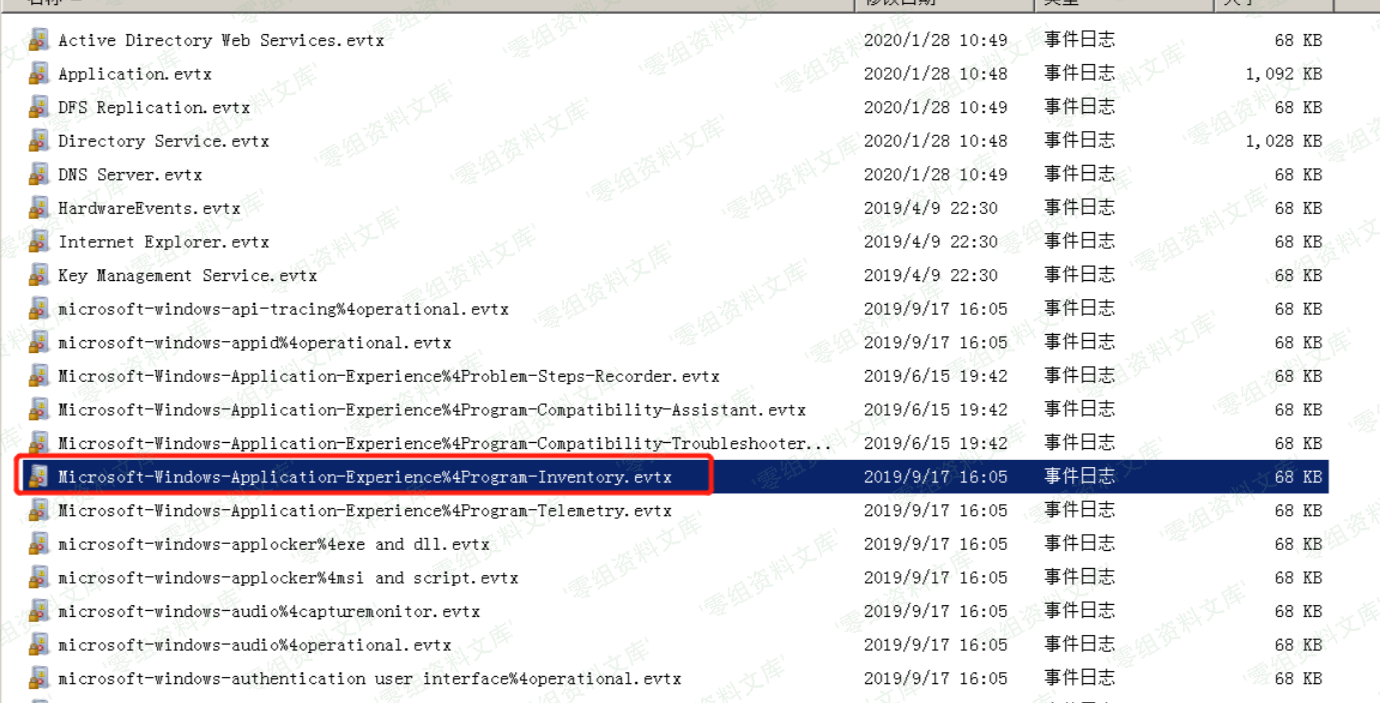 名称 修改日期 类型 大小
Active Directory Web Services.evtx 2020/1/28 10:49 事件日志 68 KB
Application.evtx 2020/1/28 10:48 事件日志 1,092 KB
DFS Replication.evtx 2020/1/28 10:49 事件日志 68 KB
Directory Service.evtx 2020/1/28 10:48 事件日志 1,028 KB
DNS Server.evtx 2020/1/28 10:49 事件日志 68 KB
HardwareEvents.evtx 2019/4/9 22:30 事件日志 68 KB
Internet Explorer.evtx 2019/4/9 22:30 事件日志 68 KB
Key Management Service.evtx 2019/4/9 22:30 事件日志 68 KB
microsoft-windows-api-tracing%4operational.evtx 2019/9/17 16:05 事件日志 68 KB
microsoft-windows-appid%4operational.evtx 2019/9/17 16:05 事件日志 68 KB
Microsoft-Windows-Application-Experience%4Problem-Steps-Recorder.evtx 2019/6/15 19:42 事件日志 68 KB
Microsoft-Windows-Application-Experience%4Program-Compatibility-Assistant.evtx 2019/6/15 19:42 事件日志 68 KB
Microsoft-Windows-Application-Experience%4Program-Compatibility-Troubleshooter... 2019/6/15 19:42 事件日志 68 KB
Microsoft-Windows-Application-Experience%4Program-Inventory.evtx 2019/9/17 16:05 事件日志 68 KB
Microsoft-Windows-Application-Experience%4Program-Telemetry.evtx 2019/9/17 16:05 事件日志 68 KB
microsoft-windows-applocker%4exe and dll.evtx 2019/9/17 16:05 事件日志 68 KB
microsoft-windows-applocker%4msi and script.evtx 2019/9/17 16:05 事件日志 68 KB
microsoft-windows-audio%4capturemonitor.evtx 2019/9/17 16:05 事件日志 68 KB
microsoft-windows-audio%4operational.evtx 2019/9/17 16:05 事件日志 68 KB
microsoft-windows-authentication user interface%4operational.evtx 2019/9/17 16:05 事件日志 68 KB
'零组资料文库'